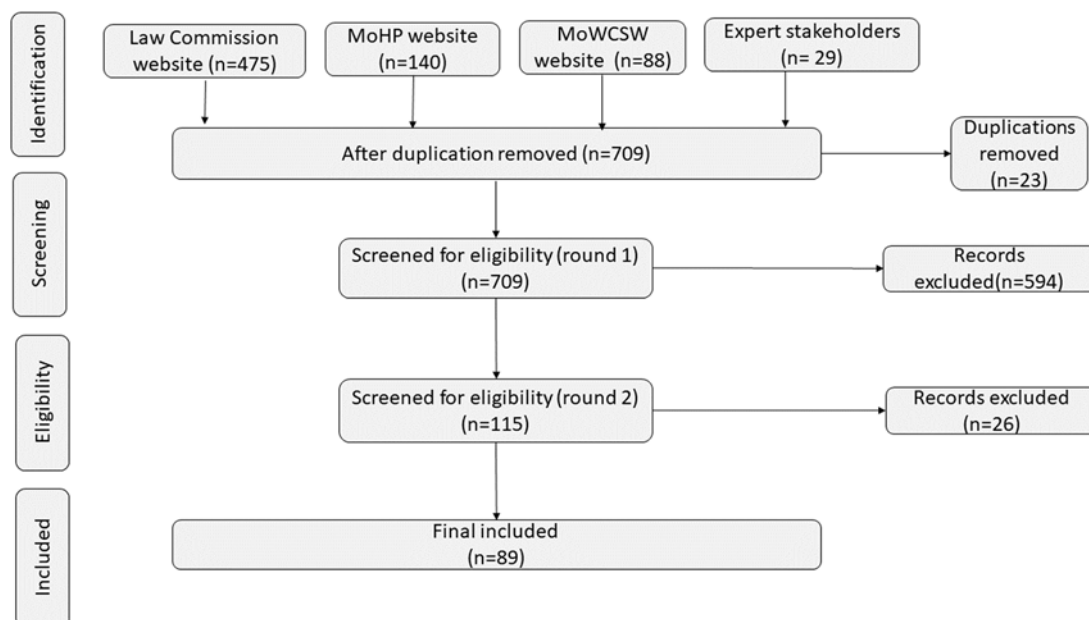 Identification
Law Commission
website (n=475)
MoHP website
(n=140)
MoWCSW
website (n=88)
Expert stakeholders
(n= 29)
After duplication removed (n=709)
Duplications
removed
(n=23)
Screening
Screened for eligibility (round 1)
(n=709)
Records
excluded(n=594)
Eligibility
Screened for eligibility (round 2)
(n=115)
Records excluded
(n=26)
Included
Final included
(n=89)